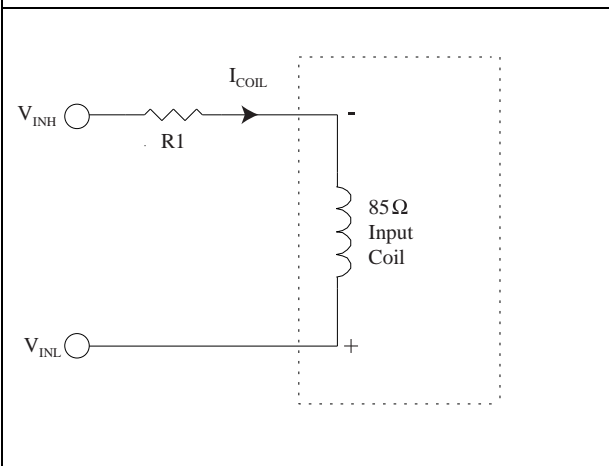 I_COIL
V_INH
R1
-
85Ω
Input
Coil
V_INL
+